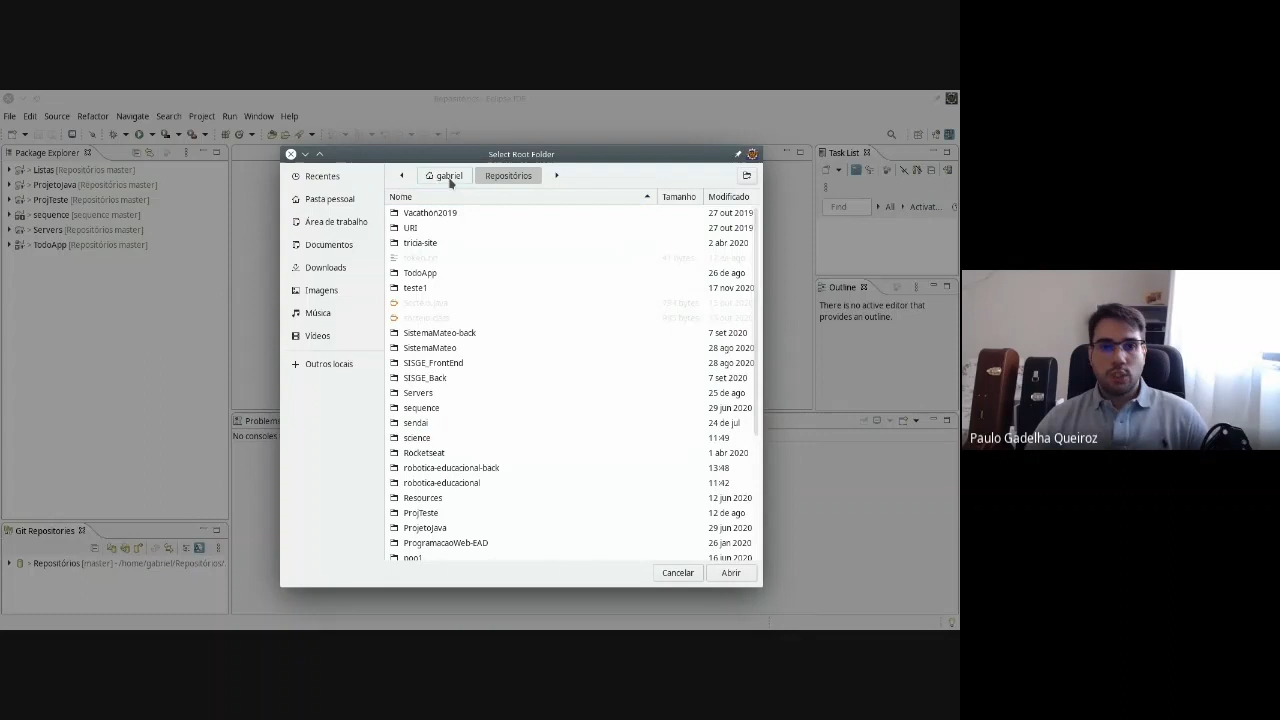 Repositórios - Eclipse IDE
File Edit Source Refactor Navigate Search Project Run Window Help
Package Explorer
> Listas [Repositórios master]
> ProjetoJava [Repositórios master]
> ProjTeste [Repositórios master]
> sequence [sequence master]
> Servers [Repositórios master]
> TodoApp [Repositórios master]
Git Repositories
> Repositórios [master] - /home/gabriel/Repositórios/.
Problems
No consoles
Select Root Folder
Recentes
Pasta pessoal
Área de trabalho
Documentos
Downloads
Imagens
Música
Vídeos
Outros locais
gabriel Repositórios
Nome Tamanho Modificado
Vacathon2019 27 out 2019
URI 27 out 2019
tricia-site 2 abr 2020
TodoApp 26 de ago
teste1 17 nov 2020
SistemaMateo-back 7 set 2020
SistemaMateo 28 ago 2020
SISGE_FrontEnd 28 ago 2020
SISGE_Back 7 set 2020
Servers 25 de ago
sequence 29 jun 2020
sendai 24 de jul
science 11:49
Rocketseat 1 abr 2020
robotica-educacional-back 13:48
robotica-educacional 11:42
Resources 12 jun 2020
ProjTeste 12 de ago
ProjetoJava 29 jun 2020
ProgramacaoWeb-EAD 26 jan 2020
poo1 16 jun 2020
Cancelar Abrir
Task List
Find All Activat...
Outline
There is no active editor that
provides an outline.
Paulo Gadelha Queiroz